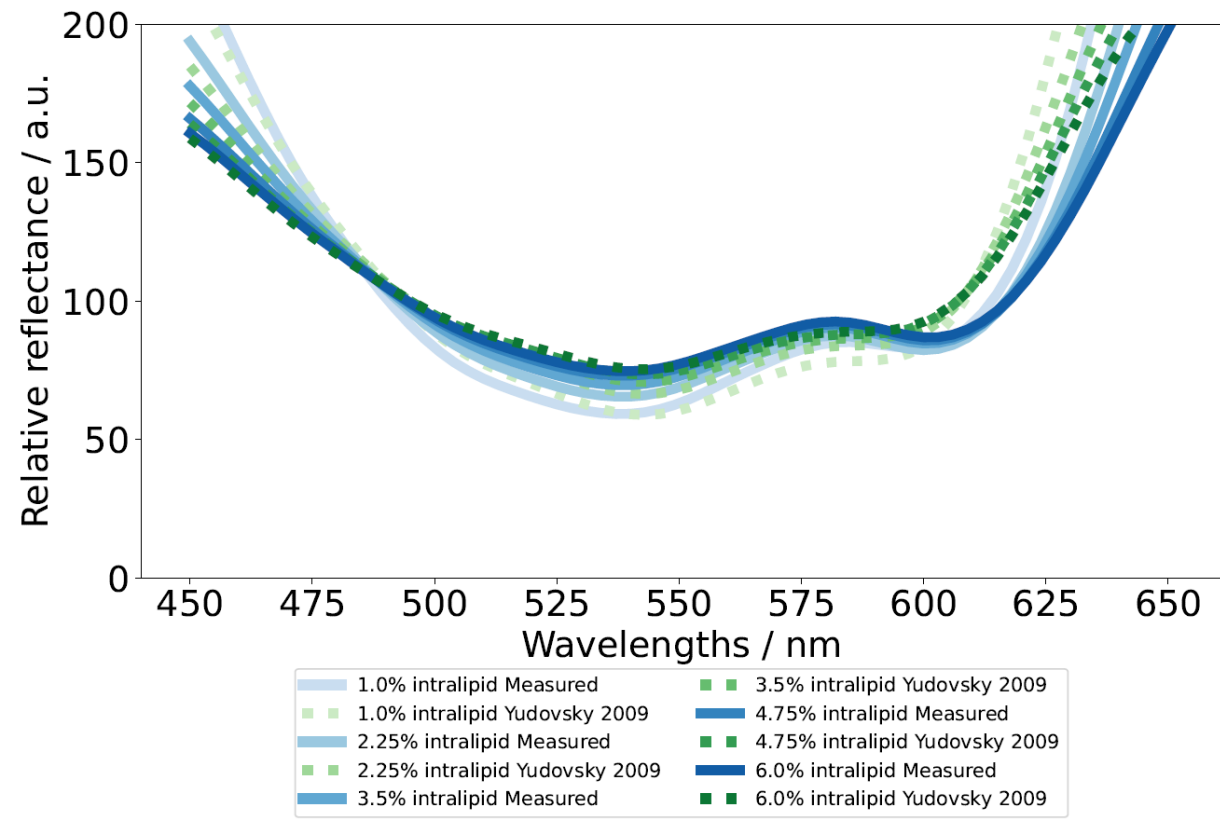 200
150
100
50
0
Relative reflectance / a.u.
450 475 500 525 550 575 600 625 650
Wavelengths / nm
1.0% intralipid Measured
1.0% intralipid Yudovsky 2009
2.25% intralipid Measured
2.25% intralipid Yudovsky 2009
3.5% intralipid Measured
3.5% intralipid Yudovsky 2009
4.75% intralipid Measured
4.75% intralipid Yudovsky 2009
6.0% intralipid Measured
6.0% intralipid Yudovsky 2009